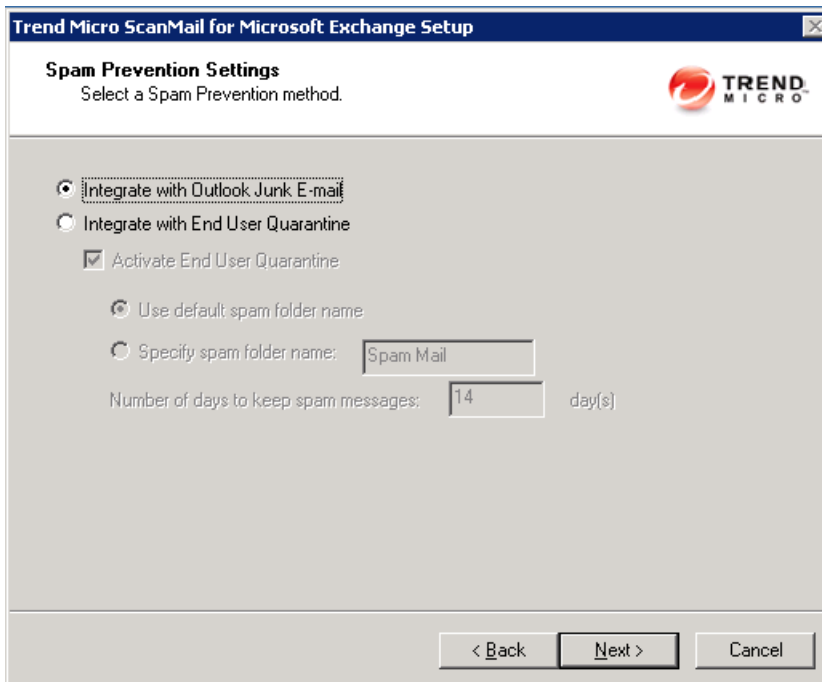 Trend Micro ScanMail for Microsoft Exchange Setup
Spam Prevention Settings
Select a Spam Prevention method.
TREND
MICRO™
Integrate with Outlook Junk E-mail
Integrate with End User Quarantine
Activate End User Quarantine
Use default spam folder name
Specify spam folder name: Spam Mail
Number of days to keep spam messages: 14 day(s)
< Back Next > Cancel